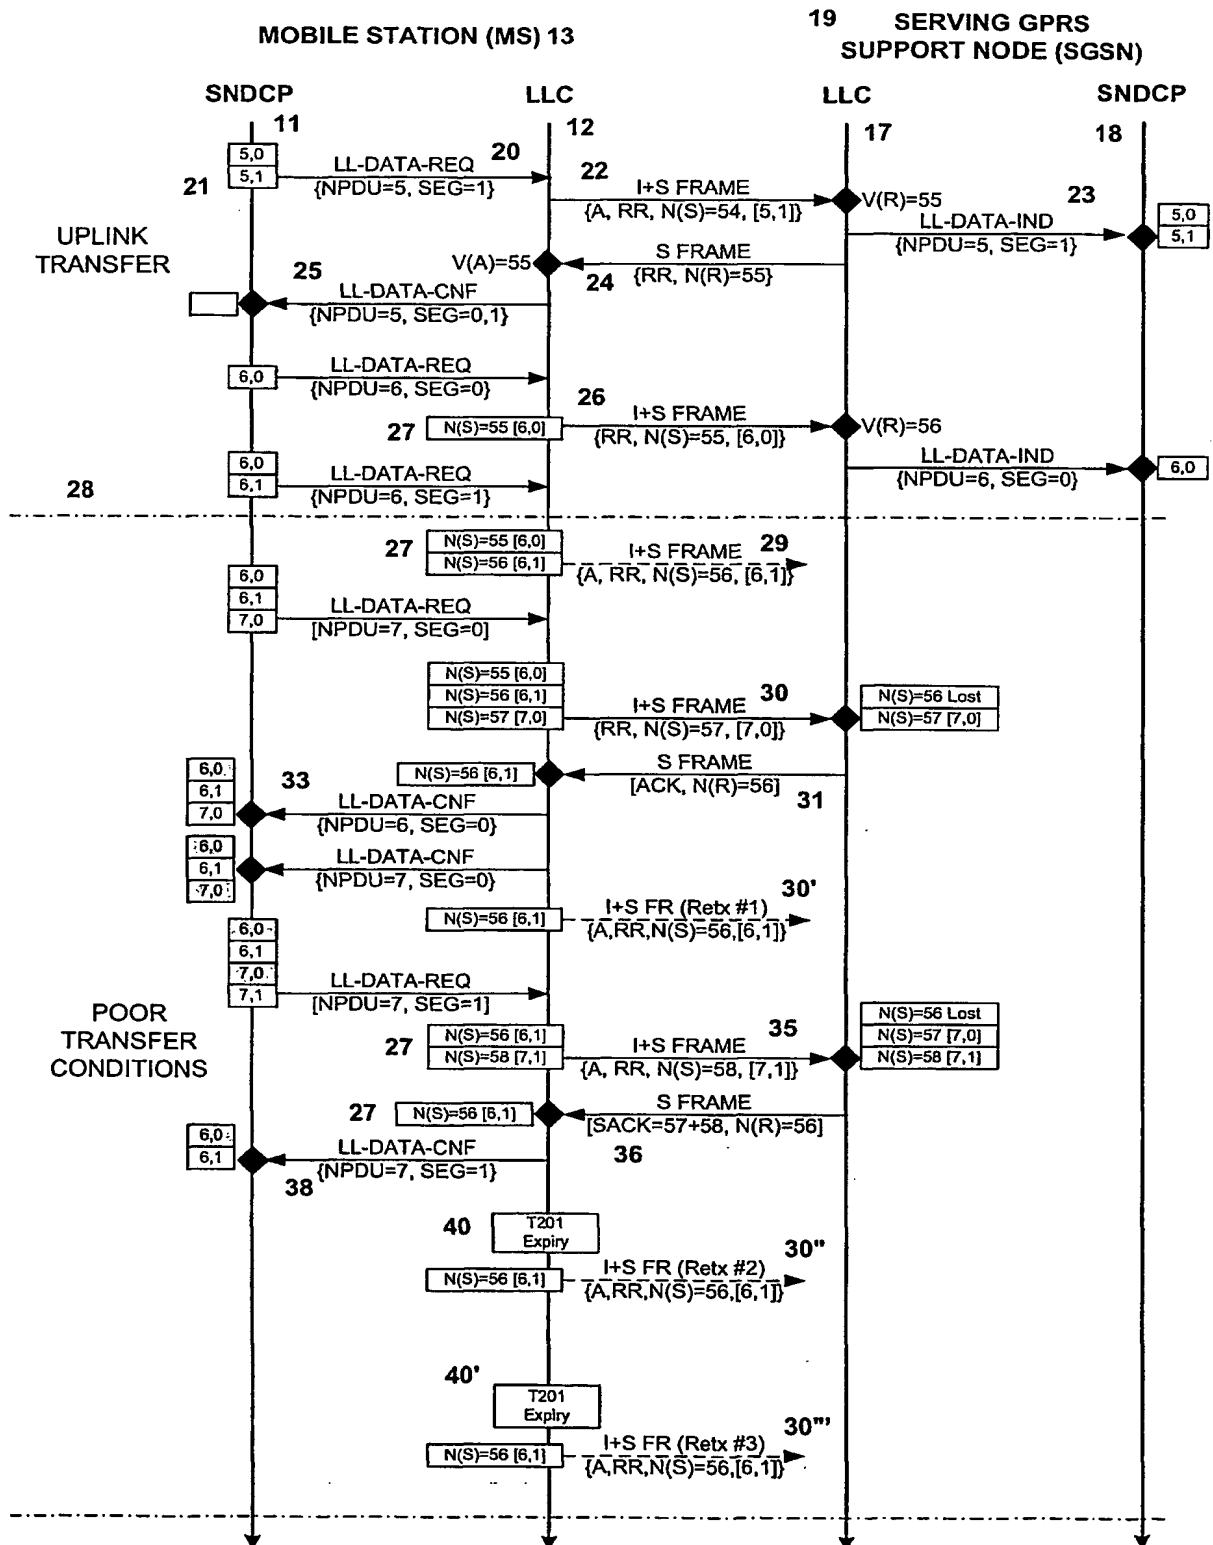 MOBILE STATION (MS) 13
19
SERVING GPRS
SUPPORT NODE (SGSN)
SNDCP
LLC
LLC
SNDCP
11
12
17
18
5,0
5,1
21
LL-DATA-REQ
20
{NPDU=5, SEG=1}
22
I+S FRAME
{A, RR, N(S)=54, [5,1]}
V(R)=55
23
LL-DATA-IND
{NPDU=5, SEG=1}
5,0
5,1
UPLINK
TRANSFER
V(A)=55
S FRAME
24
{RR, N(R)=55}
25
LL-DATA-CNF
{NPDU=5, SEG=0,1}
6,0
LL-DATA-REQ
{NPDU=6, SEG=0}
26
27
N(S)=55 [6,0]
I+S FRAME
{RR, N(S)=55, [6,0]}
V(R)=56
LL-DATA-IND
{NPDU=6, SEG=0}
6,0
6,0
6,1
LL-DATA-REQ
{NPDU=6, SEG=1}
28
27
N(S)=55 [6,0]
N(S)=56 [6,1]
I+S FRAME
29
{A, RR, N(S)=56, [6,1]}
6,0
6,1
7,0
LL-DATA-REQ
[NPDU=7, SEG=0]
N(S)=55 [6,0]
N(S)=56 [6,1]
N(S)=57 [7,0]
I+S FRAME
30
{RR, N(S)=57, [7,0]}
N(S)=56 Lost
N(S)=57 [7,0]
N(S)=56 [6,1]
S FRAME
[ACK, N(R)=56]
31
6,0
6,1
7,0
33
LL-DATA-CNF
{NPDU=6, SEG=0}
6,0
6,1
7,0
LL-DATA-CNF
{NPDU=7, SEG=0}
30'
N(S)=56 [6,1]
I+S FR (Retx #1)
{A,RR,N(S)=56,[6,1]}
6,0
6,1
7,0
7,1
LL-DATA-REQ
[NPDU=7, SEG=1]
POOR
TRANSFER
CONDITIONS
27
N(S)=56 [6,1]
N(S)=58 [7,1]
I+S FRAME
35
{A, RR, N(S)=58, [7,1]}
N(S)=56 Lost
N(S)=57 [7,0]
N(S)=58 [7,1]
27
N(S)=56 [6,1]
S FRAME
[SACK=57+58, N(R)=56]
36
6,0
6,1
LL-DATA-CNF
{NPDU=7, SEG=1}
38
40
T201
Expiry
30"
N(S)=56 [6,1]
I+S FR (Retx #2)
{A,RR,N(S)=56,[6,1]}
40'
T201
Expiry
30"'
N(S)=56 [6,1]
I+S FR (Retx #3)
{A,RR,N(S)=56,[6,1]}